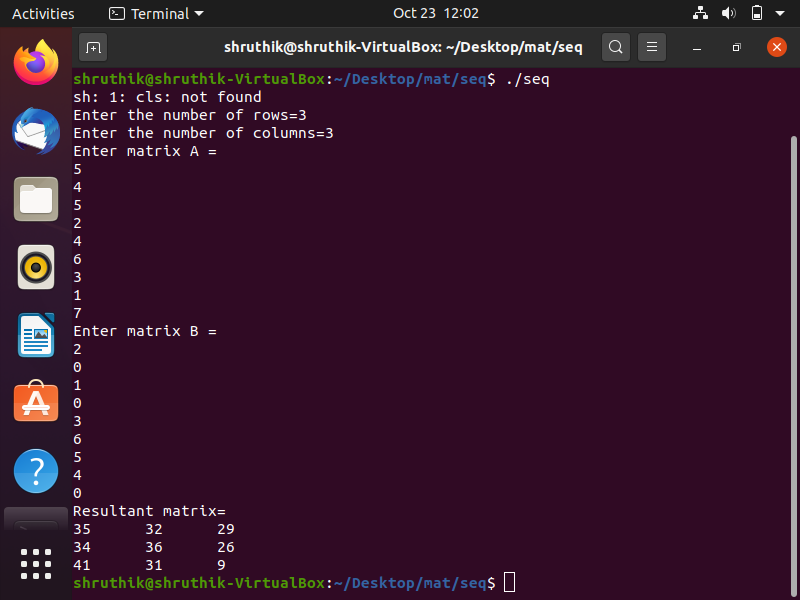 Activities Terminal Oct 23 12:02
shruthik@shruthik-VirtualBox: ~/Desktop/mat/seq
shruthik@shruthik-VirtualBox:~/Desktop/mat/seq$ ./seq
sh: 1: cls: not found
Enter the number of rows=3
Enter the number of columns=3
Enter matrix A =
5
4
5
2
4
6
3
1
7
Enter matrix B =
2
0
1
0
3
6
5
4
0
Resultant matrix=
35 32 29
34 36 26
41 31 9
shruthik@shruthik-VirtualBox:~/Desktop/mat/seq$